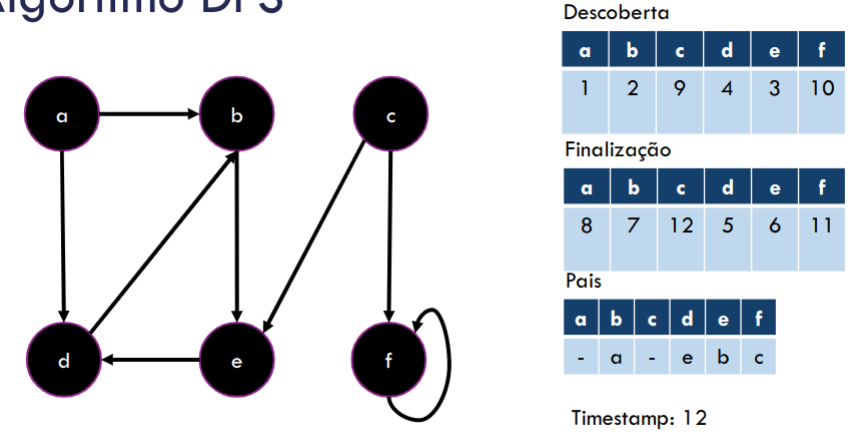 Algoritmo DFS
Descoberta
a b c d e f
1 2 9 4 3 10
Finalização
a b c d e f
8 7 12 5 6 11
Pais
a b c d e f
- a - e b c
Timestamp: 12
a
b
c
d
e
f